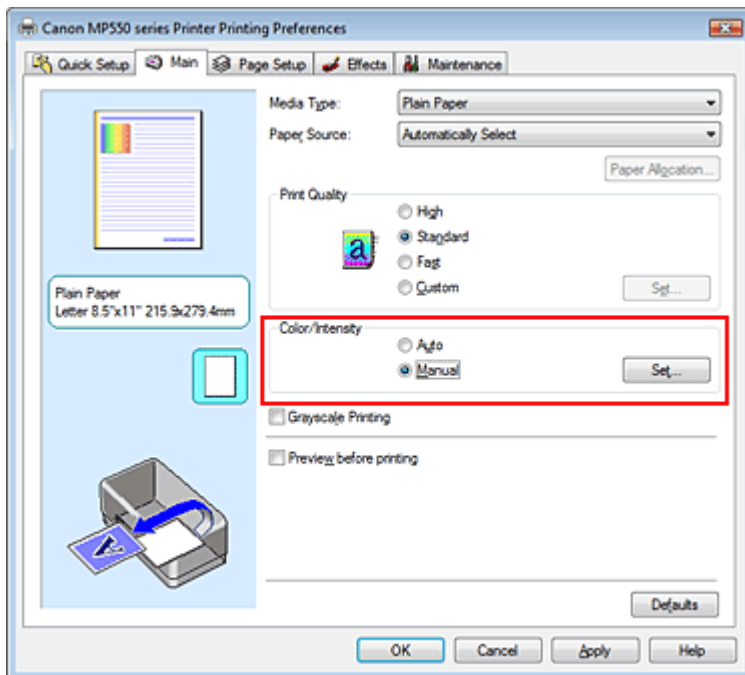 Canon MP550 series Printer Printing Preferences
Quick Setup Main Page Setup Effects Maintenance
Media Type: Plain Paper
Paper Source: Automatically Select
Paper Allocation...
Print Quality
High
a Standard
Fast
Custom Set...
Plain Paper
Letter 8.5"x11" 215.9x279.4mm
Color/Intensity
Auto
Manual Set...
Grayscale Printing
Preview before printing
A
Defaults
OK Cancel Apply Help